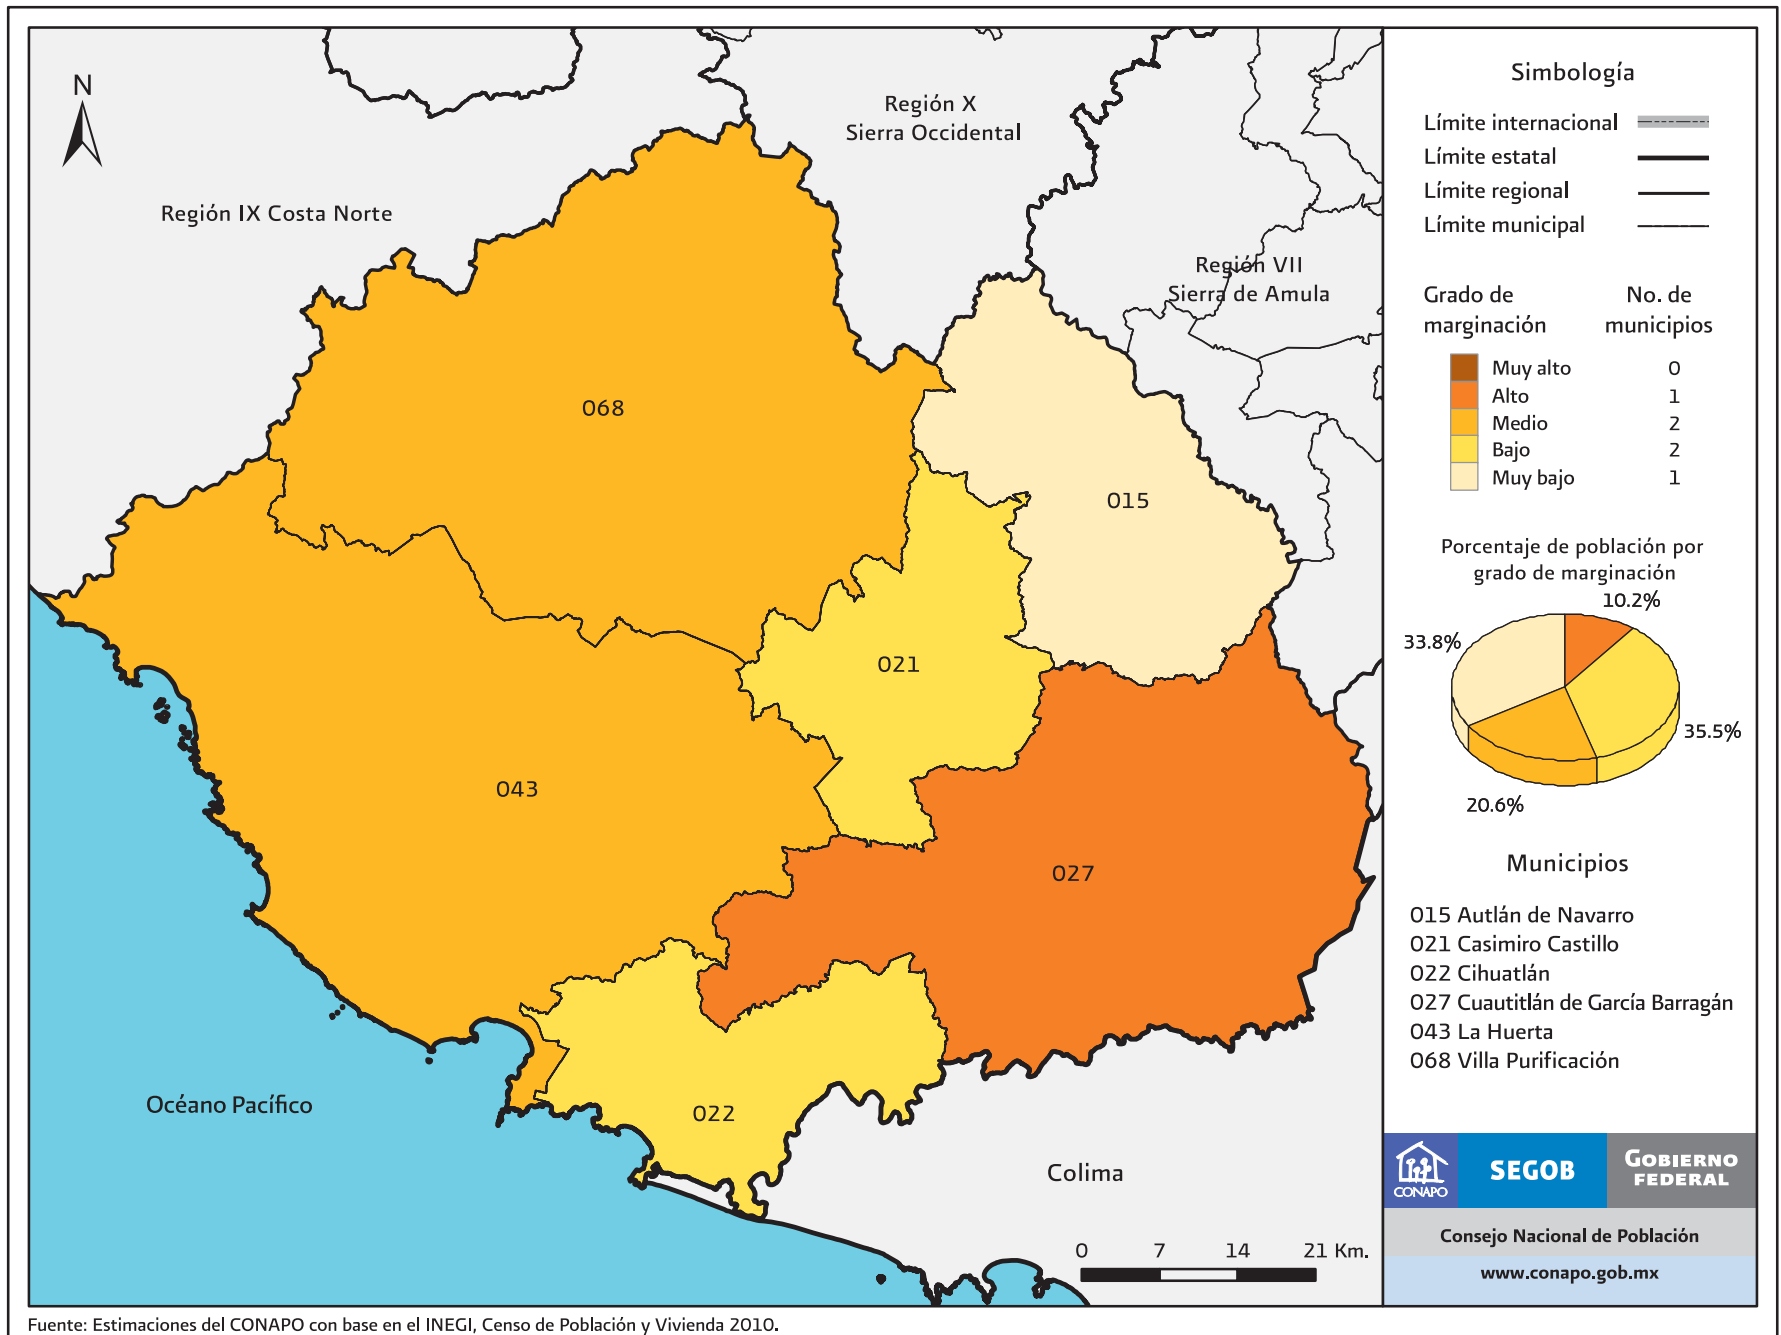 N
Región X
Sierra Occidental
Región IX Costa Norte
Región VII
Sierra de Amula
068
015
021
043
027
022
Océano Pacífico
Colima
0 7 14 21 Km.
Simbología
Límite internacional
Límite estatal
Límite regional
Límite municipal
Grado de marginación No. de municipios
Muy alto 0
Alto 1
Medio 2
Bajo 2
Muy bajo 1
Porcentaje de población por
grado de marginación
10.2%
33.8%
35.5%
20.6%
Municipios
015 Autlán de Navarro
021 Casimiro Castillo
022 Cihuatlán
027 Cuautitlán de García Barragán
043 La Huerta
068 Villa Purificación
CONAPO
SEGOB
GOBIERNO
FEDERAL
Consejo Nacional de Población
www.conapo.gob.mx
Fuente: Estimaciones del CONAPO con base en el INEGI, Censo de Población y Vivienda 2010.